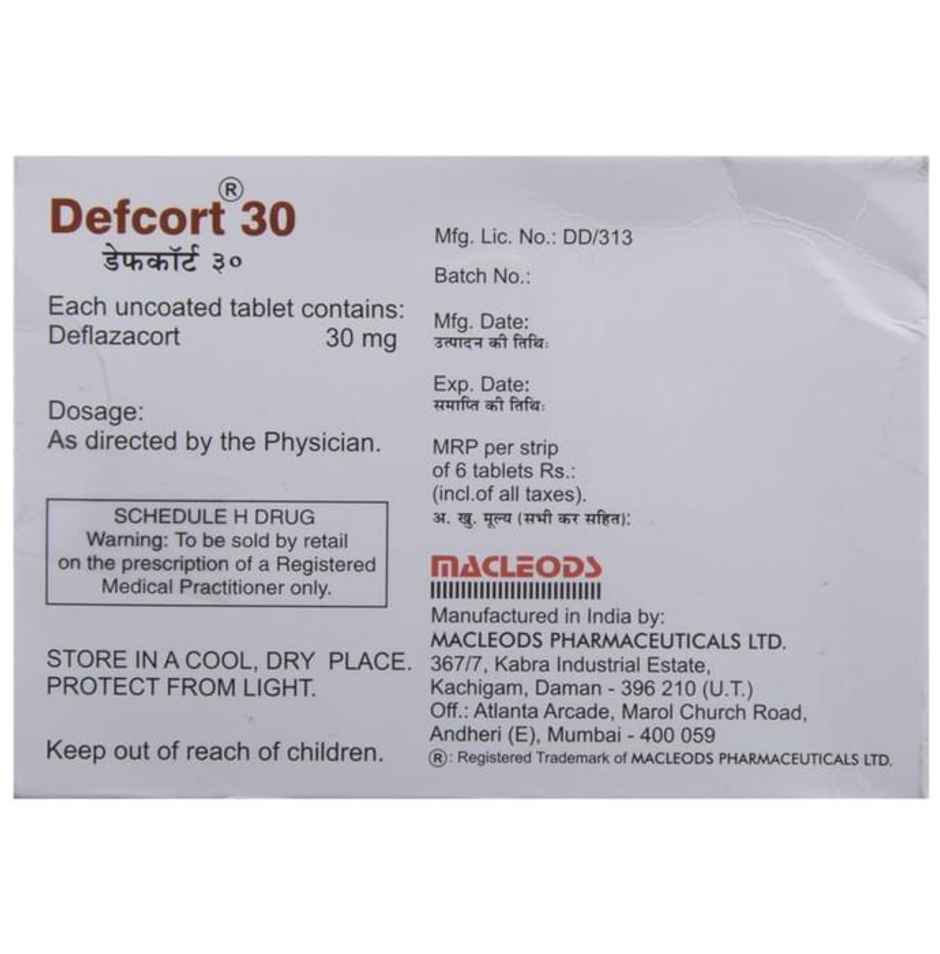 Defcort® 30
डेफकॉर्ट ३०
Each uncoated tablet contains:
Deflazacort 30 mg
Dosage:
As directed by the Physician.
SCHEDULE H DRUG
Warning: To be sold by retail
on the prescription of a Registered
Medical Practitioner only.
STORE IN A COOL, DRY PLACE.
PROTECT FROM LIGHT.
Keep out of reach of children.
Mfg. Lic. No.: DD/313
Batch No.:
Mfg. Date:
उत्पादन की तिथि:
Exp. Date:
समाप्ति की तिथि:
MRP per strip
of 6 tablets Rs.:
(incl.of all taxes).
अ. खु. मूल्य (सभी कर सहित):
MACLEODS
Manufactured in India by:
MACLEODS PHARMACEUTICALS LTD.
367/7, Kabra Industrial Estate,
Kachigam, Daman - 396 210 (U.T.)
Off.: Atlanta Arcade, Marol Church Road,
Andheri (E), Mumbai - 400 059
®: Registered Trademark of MACLEODS PHARMACEUTICALS LTD.